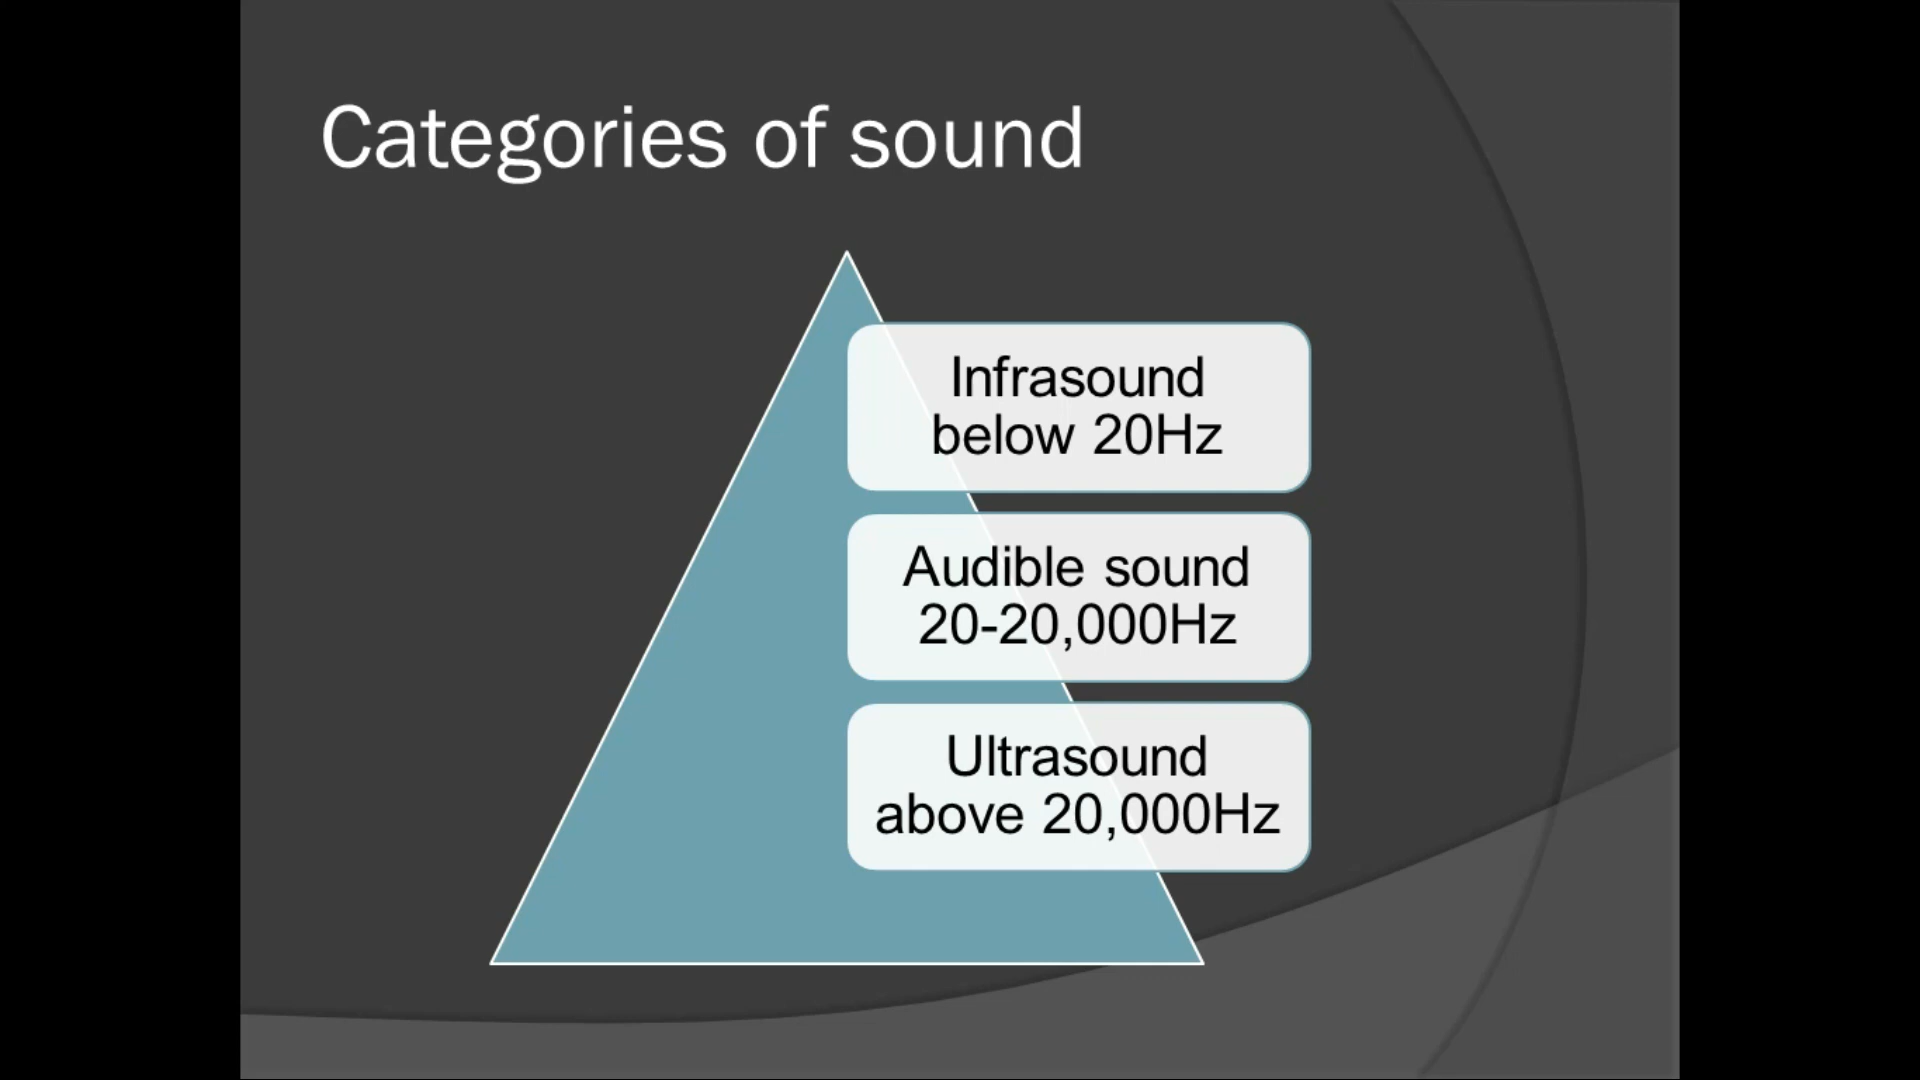 Categories of sound
Infrasound
below 20Hz
Audible sound
20-20,000Hz
Ultrasound
above 20,000Hz